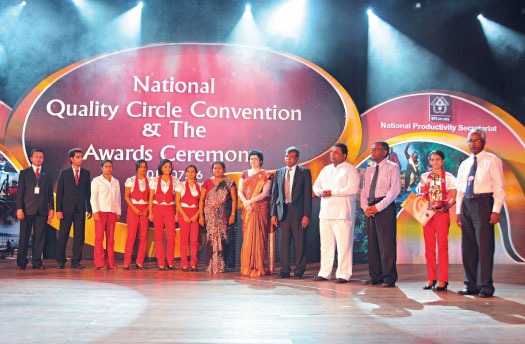 National
Quality Circle Convention
& The
Awards Ceremony
National Productivity Secretariat